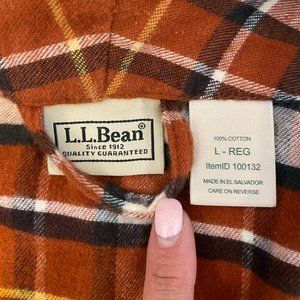 L.L.Bean®
Since 1912
QUALITY GUARANTEED
100% COTTON
L - REG
ItemID 100132
MADE IN EL SALVADOR
CARE ON REVERSE